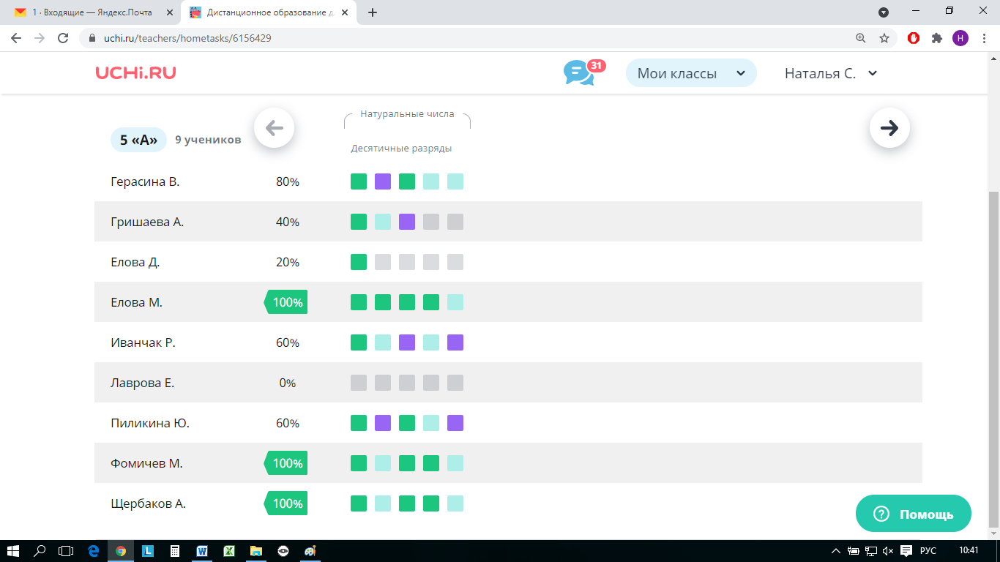 1 · Входящие — Яндекс.Почта
Дистанционное образование д
uchi.ru/teachers/hometasks/6156429
Н
UCHi.RU
31
Мои классы
Наталья С.
Натуральные числа
5 «А»
9 учеников
Десятичные разряды
Герасина В. 80%
Гришаева А. 40%
Елова Д. 20%
Елова М. 100%
Иванчак Р. 60%
Лаврова Е. 0%
Пиликина Ю. 60%
Фомичев М. 100%
Щербаков А. 100%
? Помощь
РУС
10:41